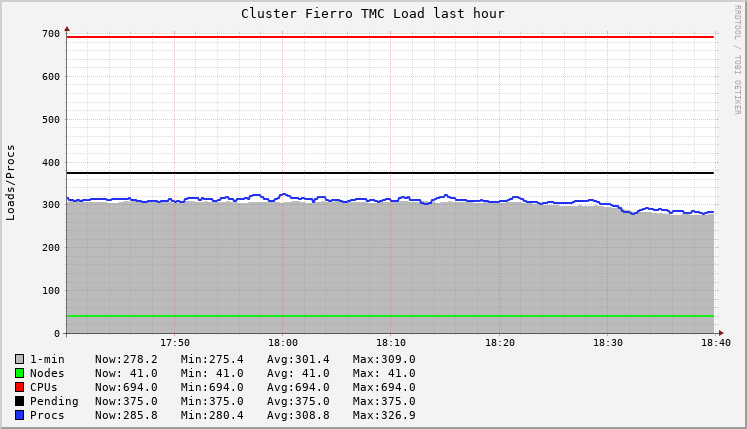 Cluster Fierro TMC Load last hour
RRDTOOL / TOBI OETIKER
Loads/Procs
700
600
500
400
300
200
100
0
17:50 18:00 18:10 18:20 18:30 18:40
1-min Now:278.2 Min:275.4 Avg:301.4 Max:309.0
Nodes Now: 41.0 Min: 41.0 Avg: 41.0 Max: 41.0
CPUs Now:694.0 Min:694.0 Avg:694.0 Max:694.0
Pending Now:375.0 Min:375.0 Avg:375.0 Max:375.0
Procs Now:285.8 Min:280.4 Avg:308.8 Max:326.9